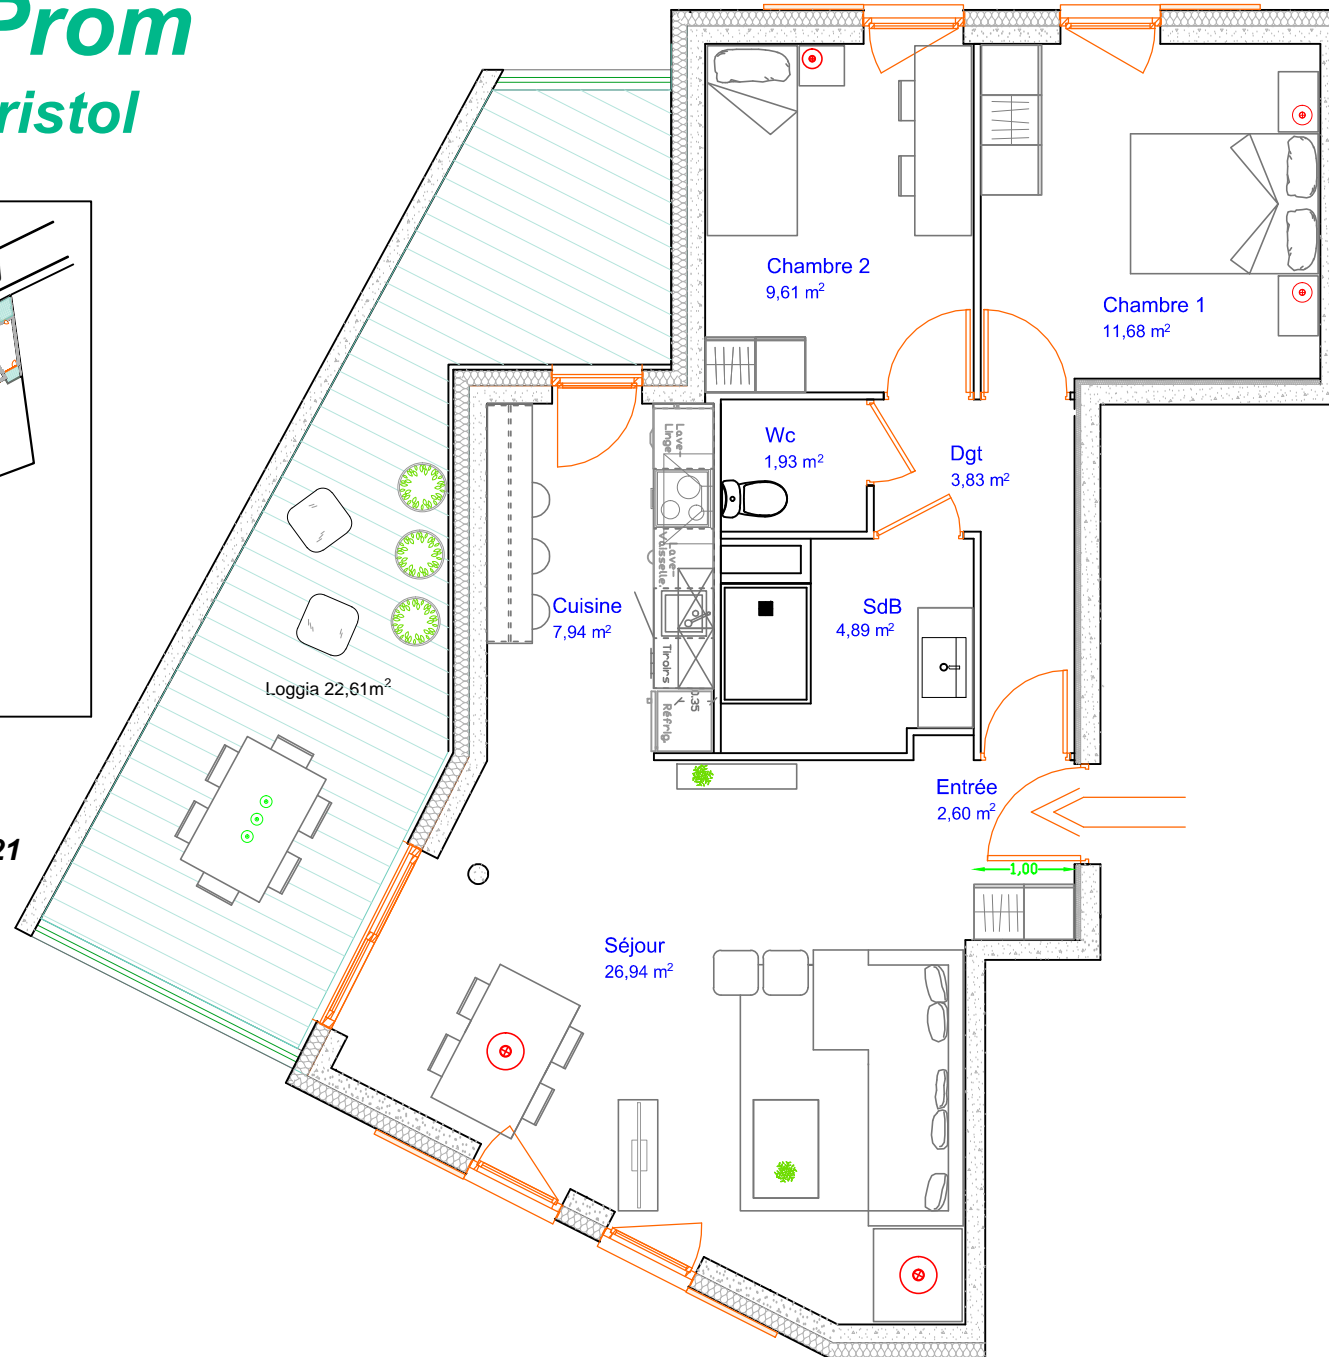 Prom
ristol
Chambre 2
9,61 m²
Chambre 1
11,68 m²
Wc
1,93 m²
Dgt
3,83 m²
Lave-
Linge
Lave-
Vaisselle
Cuisine
7,94 m²
SdB
4,89 m²
Tiroirs
0.35
Réfrig.
Loggia 22,61m²
Entrée
2,60 m²
21
1,00
Séjour
26,94 m²